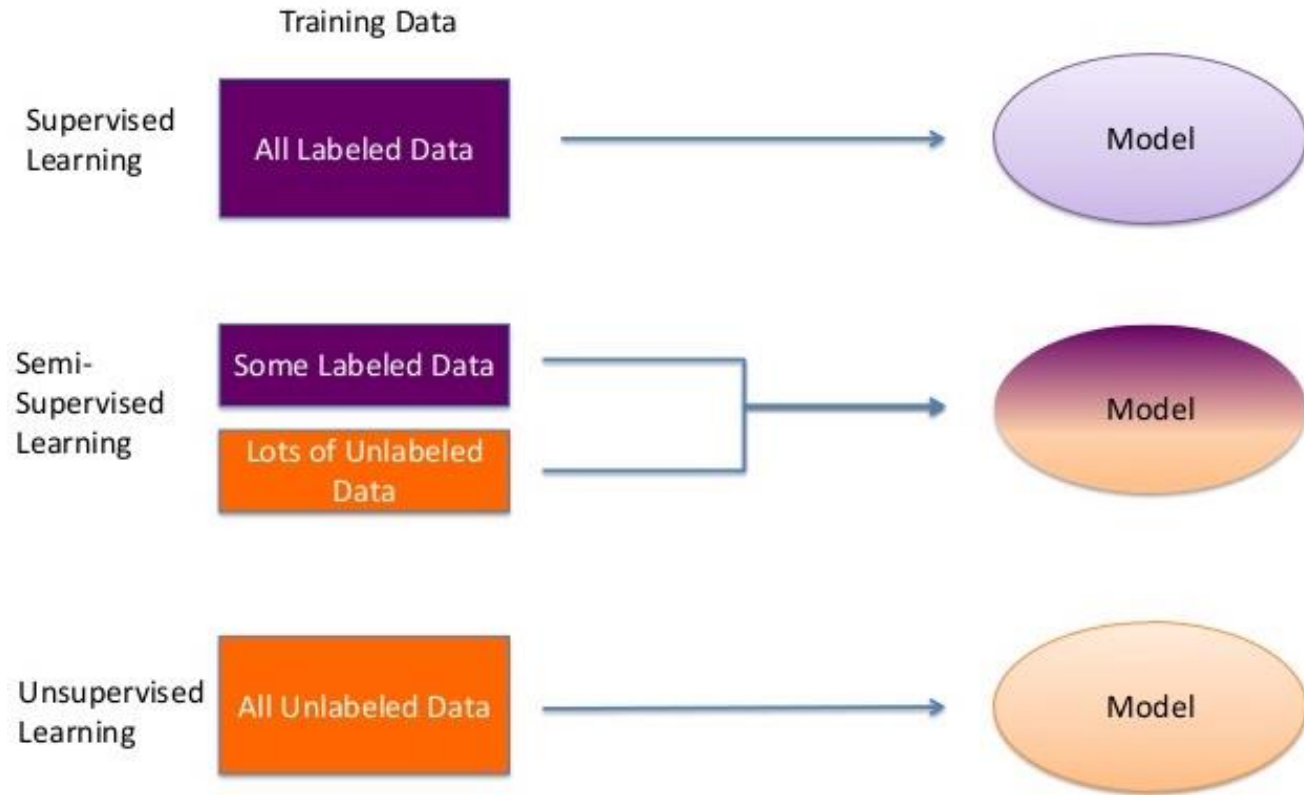 Training Data
Supervised
Learning
All Labeled Data
Model
Semi-
Supervised
Learning
Some Labeled Data
Lots of Unlabeled
Data
Model
Unsupervised
Learning
All Unlabeled Data
Model